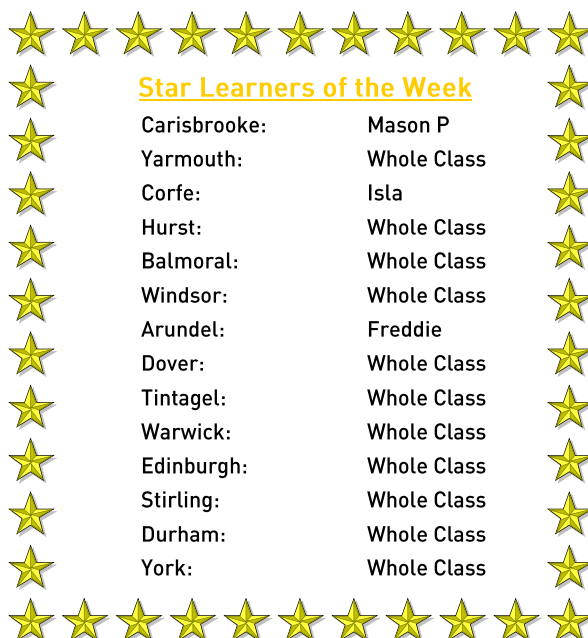 Star Learners of the Week
Carisbrooke: Mason P
Yarmouth: Whole Class
Corfe: Isla
Hurst: Whole Class
Balmoral: Whole Class
Windsor: Whole Class
Arundel: Freddie
Dover: Whole Class
Tintagel: Whole Class
Warwick: Whole Class
Edinburgh: Whole Class
Stirling: Whole Class
Durham: Whole Class
York: Whole Class